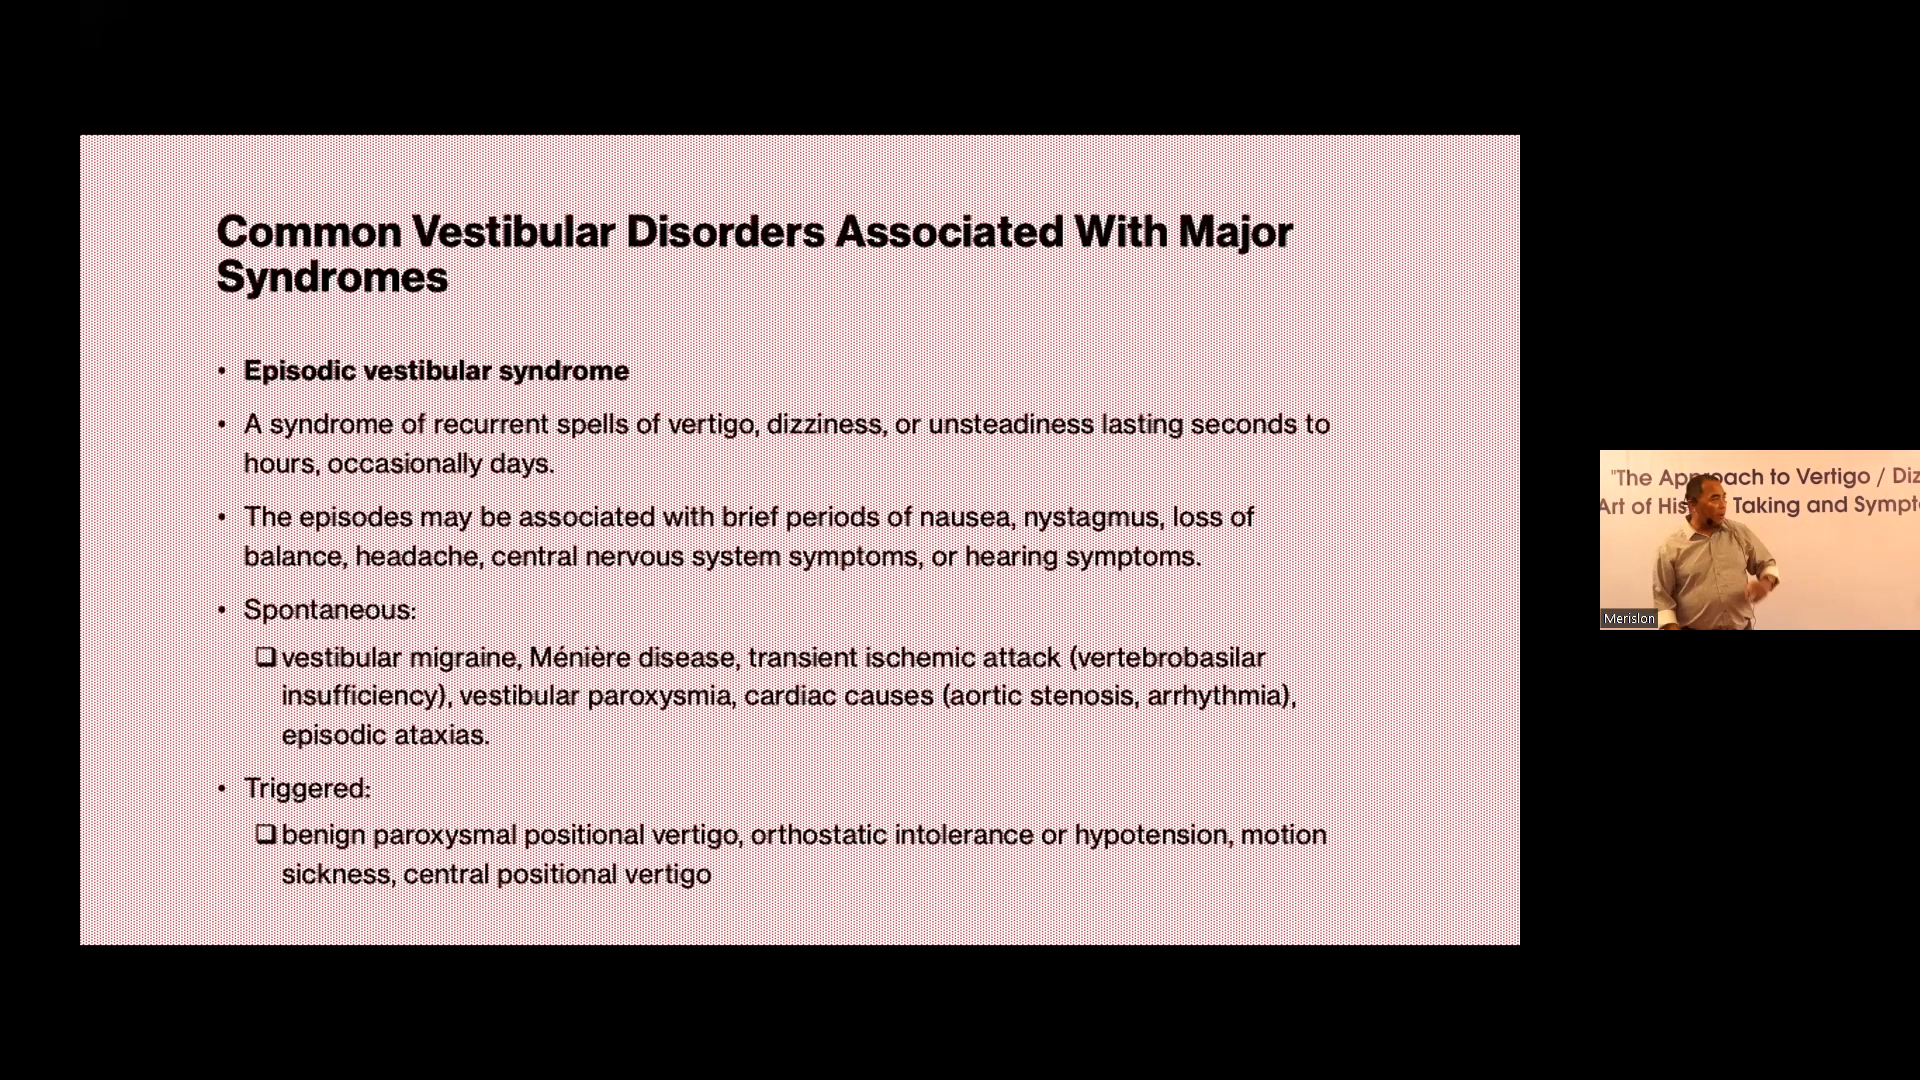 Common Vestibular Disorders Associated With Major
Syndromes
• Episodic vestibular syndrome
• A syndrome of recurrent spells of vertigo, dizziness, or unsteadiness lasting seconds to
hours, occasionally days.
• The episodes may be associated with brief periods of nausea, nystagmus, loss of
balance, headache, central nervous system symptoms, or hearing symptoms.
• Spontaneous:
❑ vestibular migraine, Ménière disease, transient ischemic attack (vertebrobasilar
insufficiency), vestibular paroxysmia, cardiac causes (aortic stenosis, arrhythmia),
episodic ataxias.
• Triggered:
❑ benign paroxysmal positional vertigo, orthostatic intolerance or hypotension, motion
sickness, central positional vertigo
"The Approach to Vertigo / Diz
Art of His Taking and Sympt
Merislon